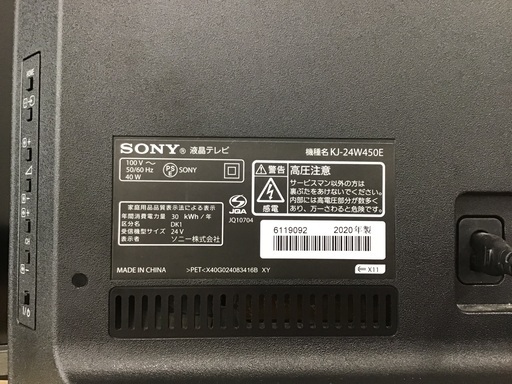 HOME
SONY® 液晶テレビ
機種名 KJ-24W450E
100 V～
50/60 Hz
40 W
PS E SONY
警告
感電
高圧注意
サービスマン以外の方は
裏ぶたをあけないでください。
内部には高電圧部分が数多く
あり、万一さわると危険です。
家庭用品品質表示法による表示
年間消費電力量 30 kWh/年
区分名 DK1
受信機型サイズ 24V
表示者 ソニー株式会社
JQA
JQ10704
6119092 2020年製
MADE IN CHINA
>PET<X40G024083416B XY
X11